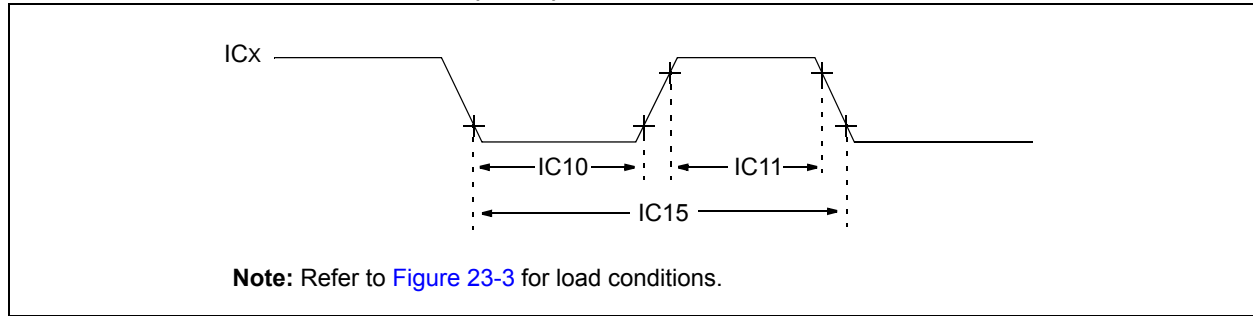 ICX
IC10
IC11
IC15
Note: Refer to Figure 23-3 for load conditions.